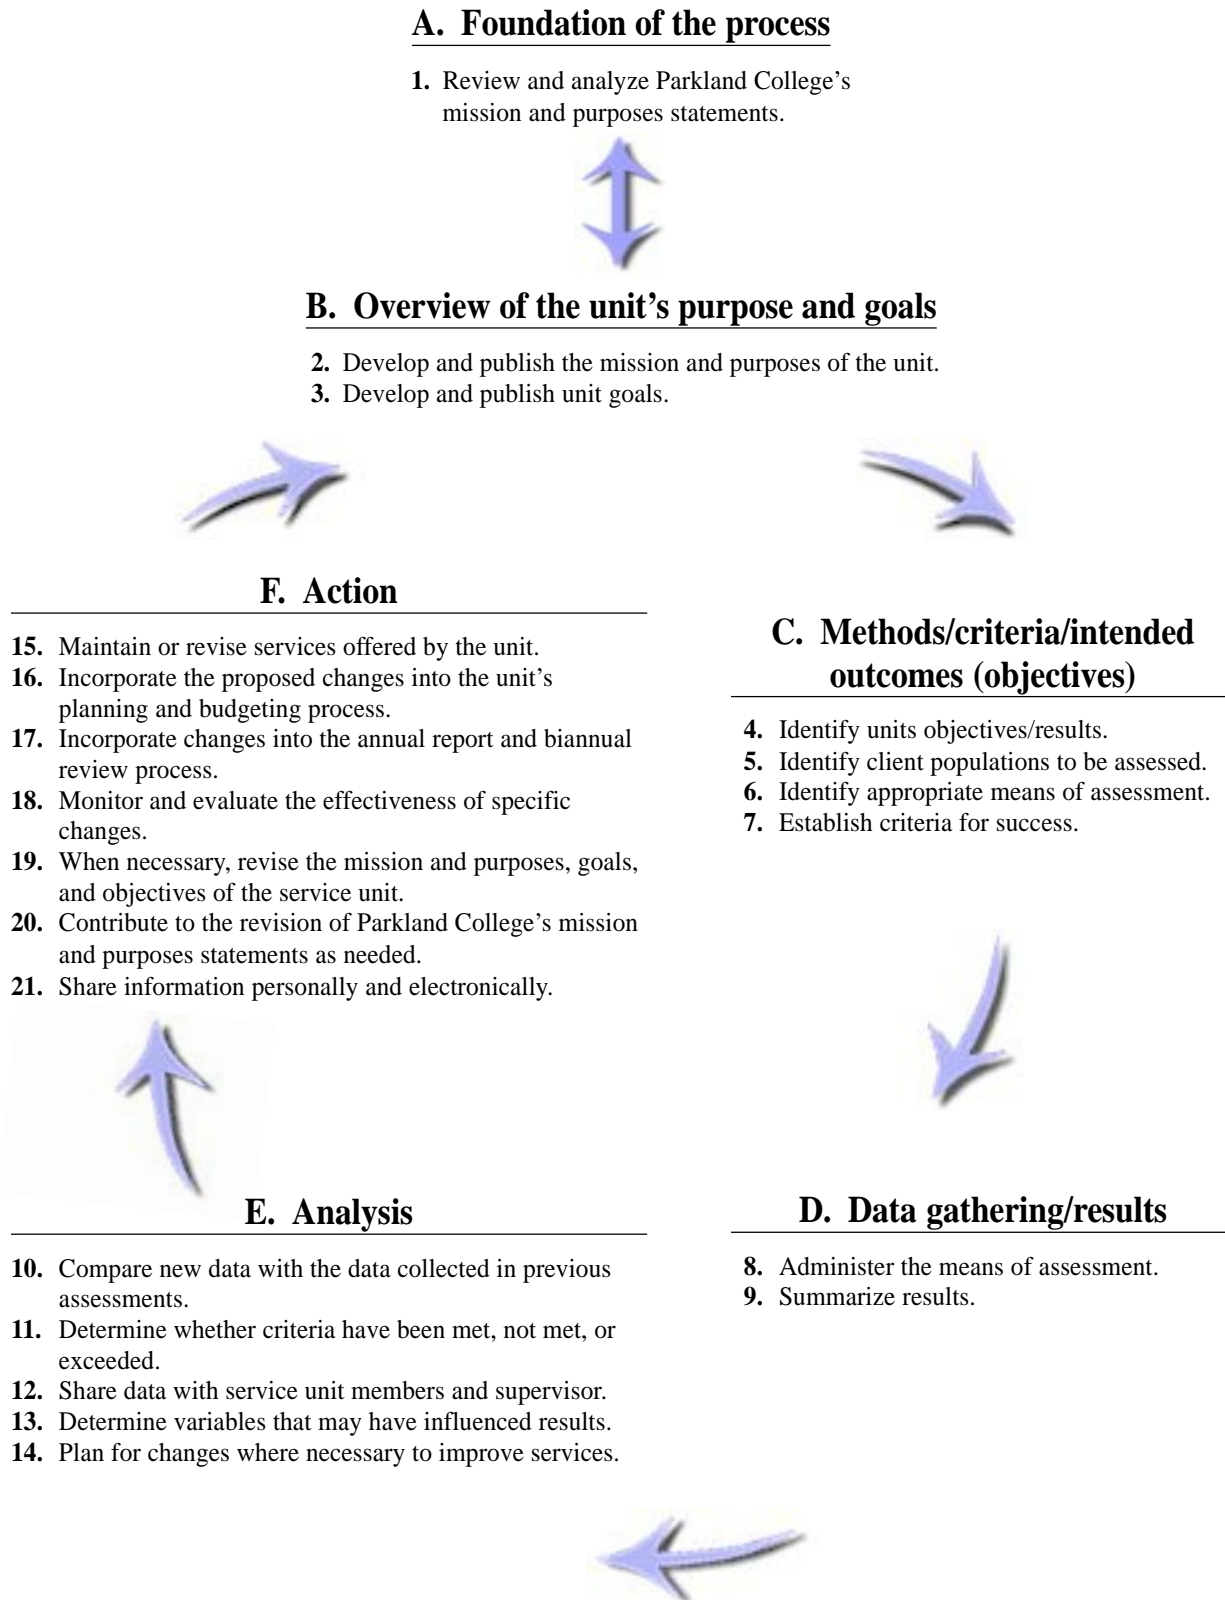 A. Foundation of the process
1. Review and analyze Parkland College’s
mission and purposes statements.
B. Overview of the unit’s purpose and goals
2. Develop and publish the mission and purposes of the unit.
3. Develop and publish unit goals.
C. Methods/criteria/intended
outcomes (objectives)
4. Identify units objectives/results.
5. Identify client populations to be assessed.
6. Identify appropriate means of assessment.
7. Establish criteria for success.
D. Data gathering/results
8. Administer the means of assessment.
9. Summarize results.
E. Analysis
10. Compare new data with the data collected in previous
assessments.
11. Determine whether criteria have been met, not met, or
exceeded.
12. Share data with service unit members and supervisor.
13. Determine variables that may have influenced results.
14. Plan for changes where necessary to improve services.
F. Action
15. Maintain or revise services offered by the unit.
16. Incorporate the proposed changes into the unit’s
planning and budgeting process.
17. Incorporate changes into the annual report and biannual
review process.
18. Monitor and evaluate the effectiveness of specific
changes.
19. When necessary, revise the mission and purposes, goals,
and objectives of the service unit.
20. Contribute to the revision of Parkland College’s mission
and purposes statements as needed.
21. Share information personally and electronically.